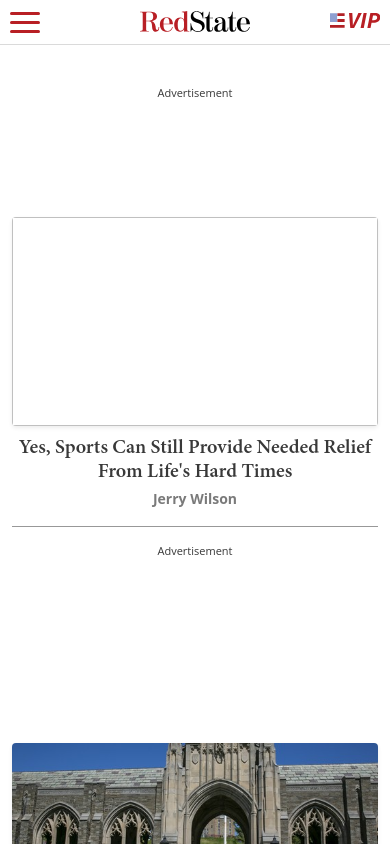 RedState
VIP
Advertisement
Yes, Sports Can Still Provide Needed Relief
From Life's Hard Times
Jerry Wilson
Advertisement